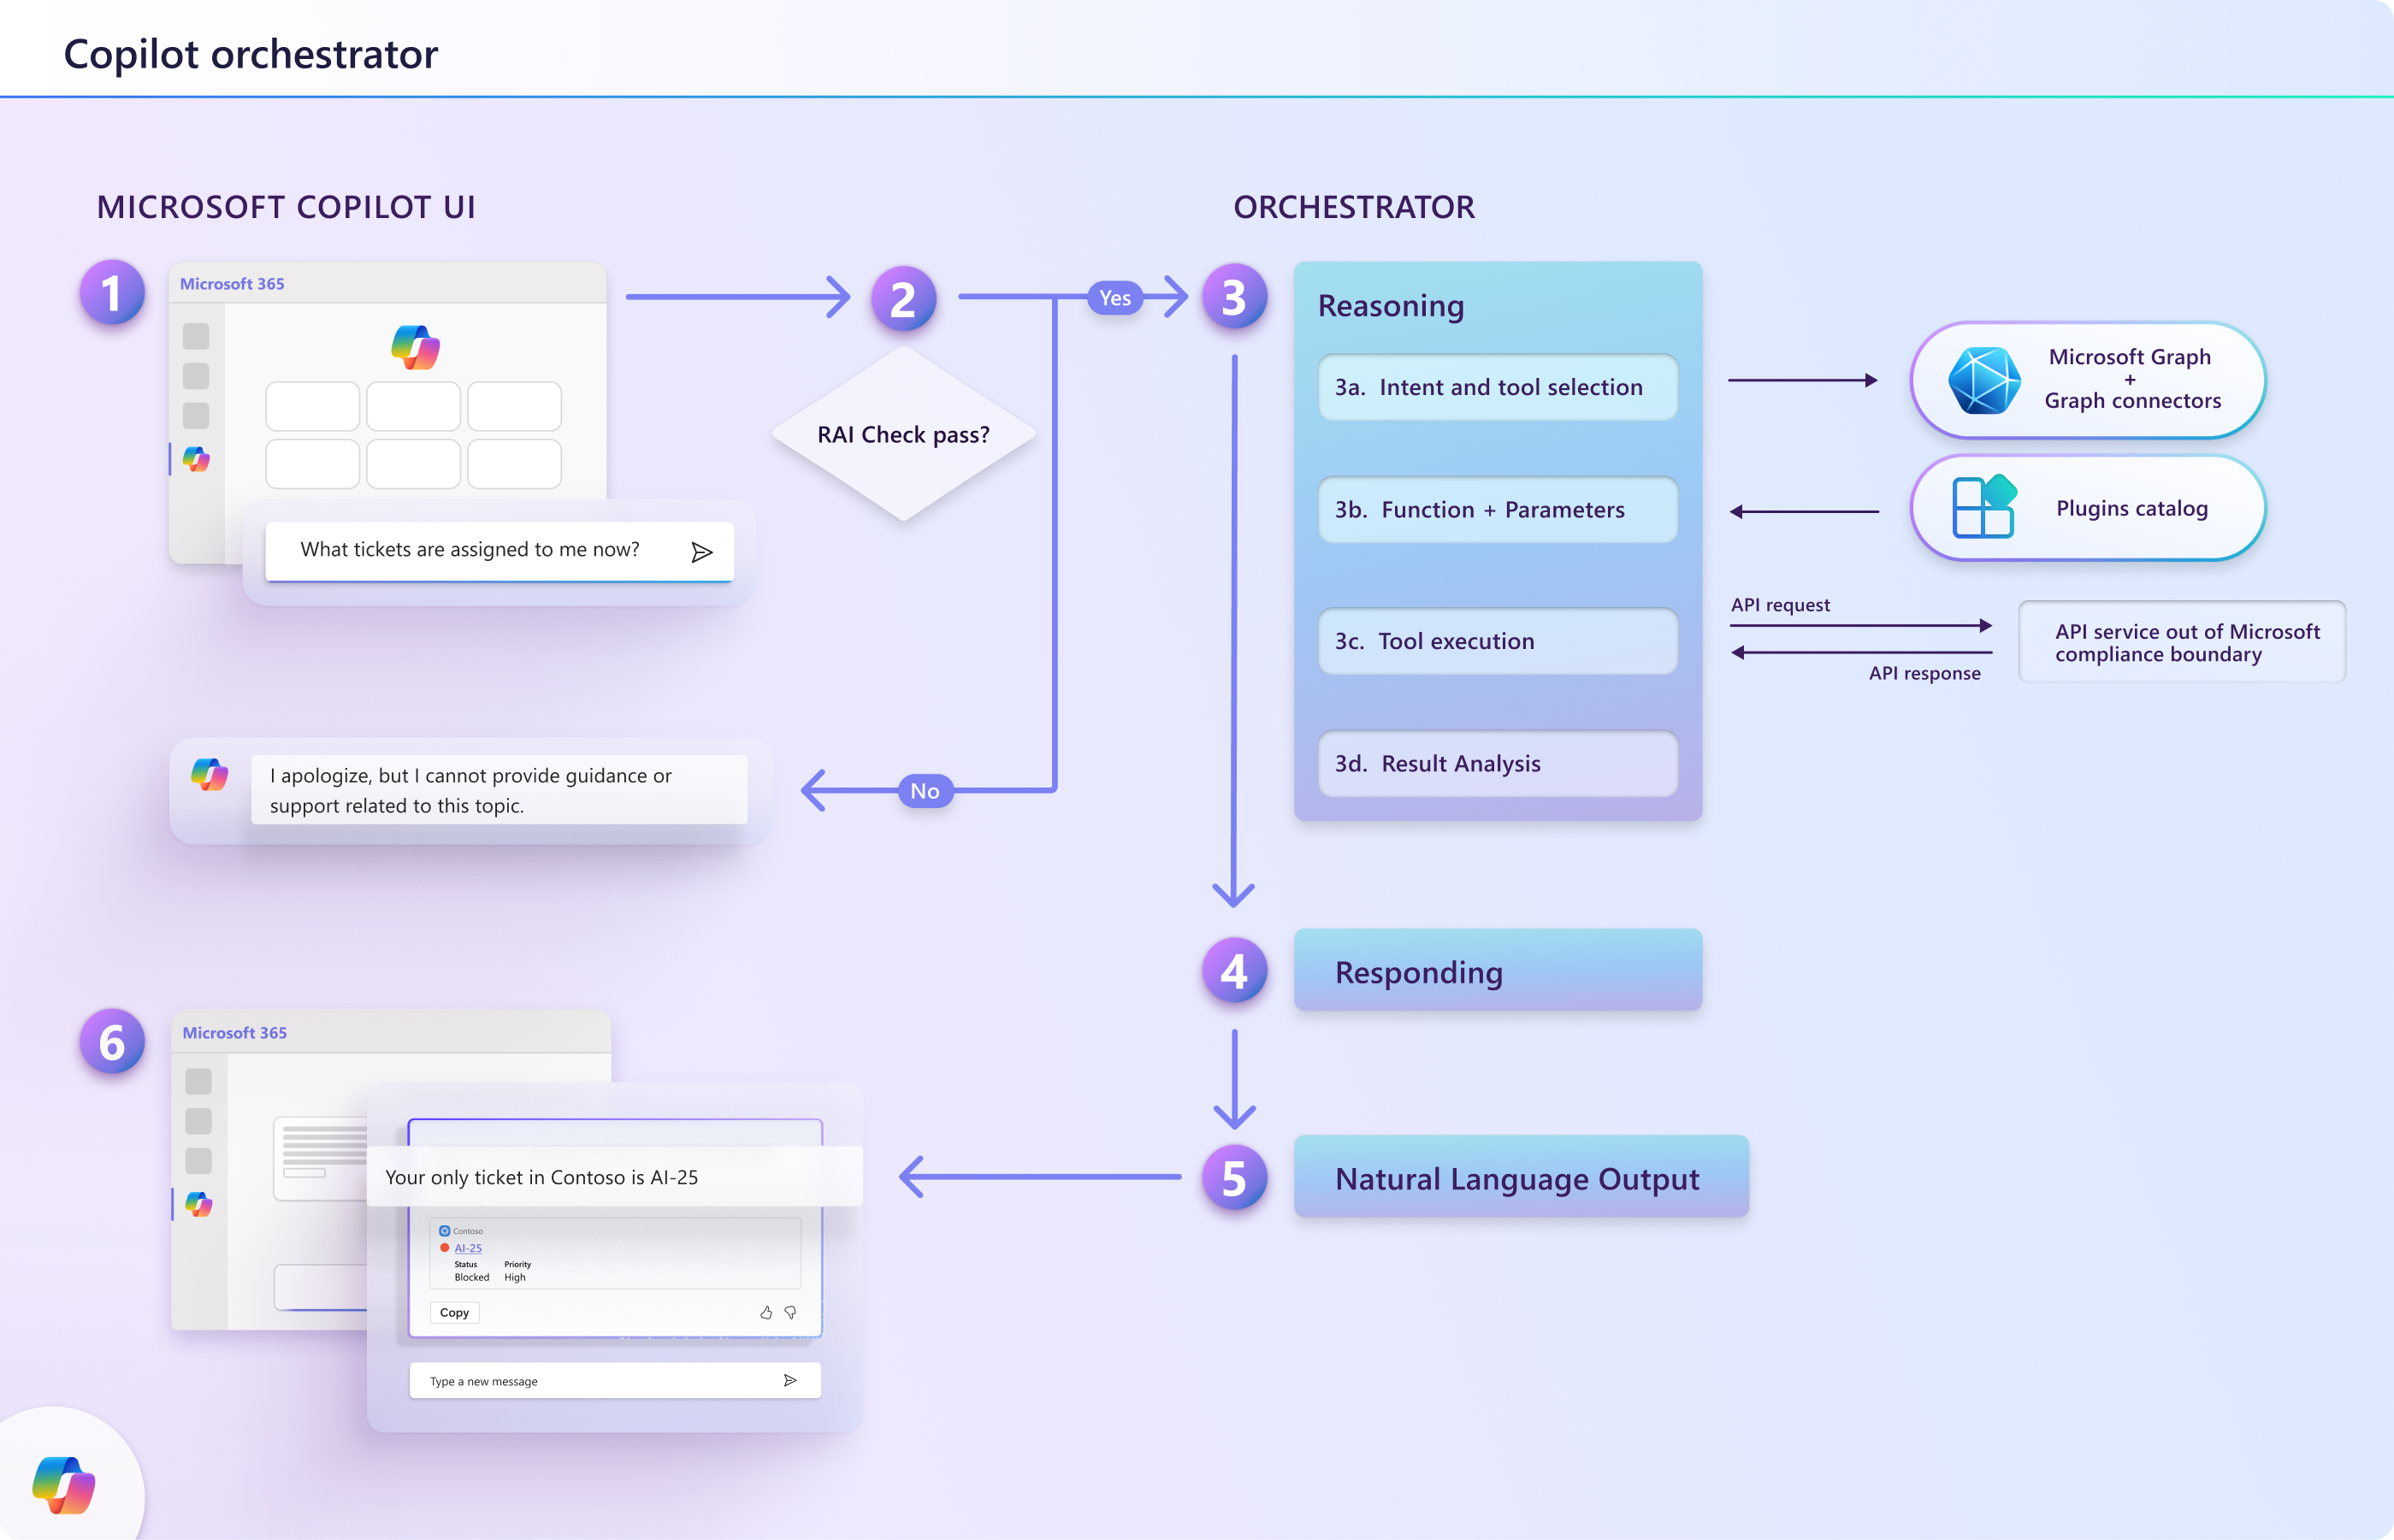 Copilot orchestrator
MICROSOFT COPILOT UI
1
Microsoft 365
What tickets are assigned to me now?
2
RAI Check pass?
Yes
No
I apologize, but I cannot provide guidance or
support related to this topic.
ORCHESTRATOR
3
Reasoning
3a. Intent and tool selection
3b. Function + Parameters
3c. Tool execution
3d. Result Analysis
Microsoft Graph
+
Graph connectors
Plugins catalog
API request
API response
API service out of Microsoft
compliance boundary
4
Responding
5
Natural Language Output
6
Microsoft 365
Your only ticket in Contoso is AI-25
Contoso
AI-25
Status Priority
Blocked High
Copy
Type a new message